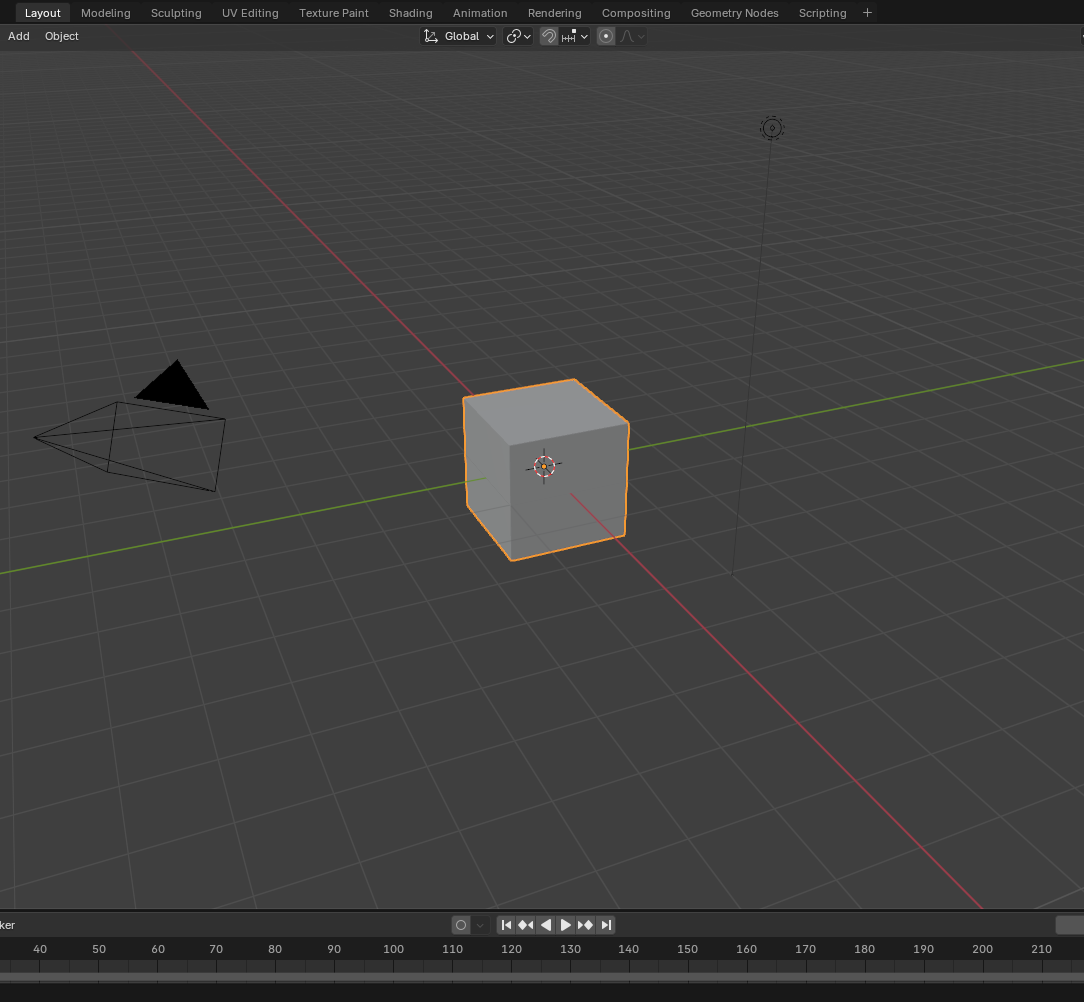 Layout Modeling Sculpting UV Editing Texture Paint Shading Animation Rendering Compositing Geometry Nodes Scripting +
Add Object Global
ker
40 50 60 70 80 90 100 110 120 130 140 150 160 170 180 190 200 210